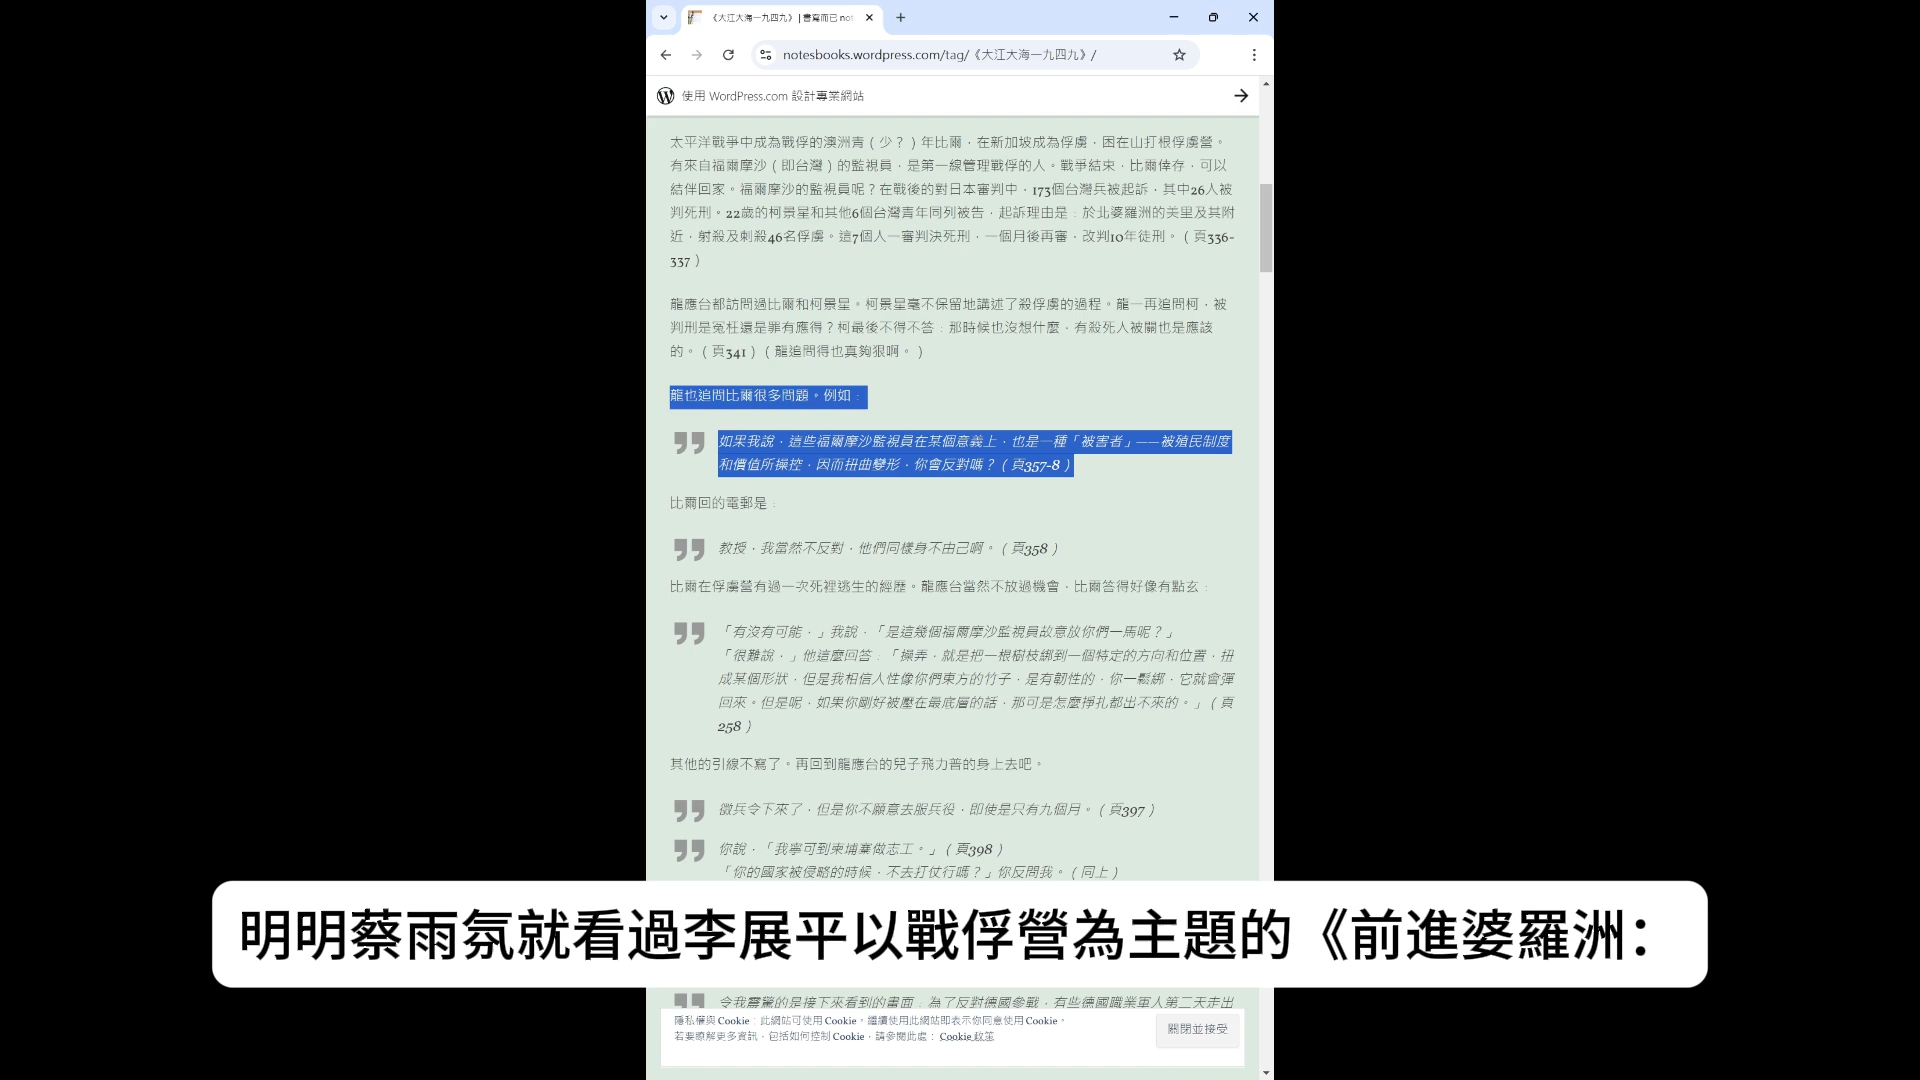 《大江大海一九四九》 | 書寫而已 not
notesbooks.wordpress.com/tag/《大江大海一九四九》/
使用 WordPress.com 設計專業網站
太平洋戰爭中成為戰俘的澳洲青（少？）年比爾，在新加坡成為俘虜，困在山打根俘虜營。
有來自福爾摩沙（即台灣）的監視員，是第一線管理戰俘的人。戰爭結束，比爾倖存，可以
結伴回家。福爾摩沙的監視員呢？在戰後的對日本審判中，173個台灣兵被起訴，其中26人被
判死刑。22歲的柯景星和其他6個台灣青年同列被告，起訴理由是：於北婆羅洲的美里及其附
近，射殺及刺殺46名俘虜。這7個人一審判決死刑，一個月後再審，改判10年徒刑。（頁336-
337）
龍應台都訪問過比爾和柯景星。柯景星毫不保留地講述了殺俘虜的過程。龍一再追問柯，被
判刑是冤枉還是罪有應得？柯最後不得不答：那時候也沒想什麼，有殺死人被關也是應該
的。（頁341）（龍追問得也真夠狠啊。）
龍也追問比爾很多問題。例如：
如果我說，這些福爾摩沙監視員在某個意義上，也是一種「被害者」——被殖民制度
和價值所操控，因而扭曲變形，你會反對嗎？（頁357-8）
比爾回的電郵是：
教授，我當然不反對，他們同樣身不由己啊。（頁358）
比爾在俘虜營有過一次死裡逃生的經歷。龍應台當然不放過機會，比爾答得好像有點玄：
「有沒有可能，」我說，「是這幾個福爾摩沙監視員故意放你們一馬呢？」
「很難說，」他這麼回答：「操弄，就是把一根樹枝綁到一個特定的方向和位置，扭
成某個形狀，但是我相信人性像你們東方的竹子，是有韌性的，你一鬆綁，它就會彈
回來。但是呢，如果你剛好被壓在最底層的話，那可是怎麼掙扎都出不來的。」（頁
258）
其他的引線不寫了。再回到龍應台的兒子飛力普的身上去吧。
徵兵令下來了，但是你不願意去服兵役，即使是只有九個月。（頁397）
你說，「我寧可到柬埔寨做志工。」（頁398）
「你的國家被侵略的時候，不去打仗行嗎？」你反問我。（同上）
明明蔡雨氛就看過李展平以戰俘營為主題的《前進婆羅洲：
令我震驚的是接下來看到的畫面：為了反對德國參戰，有些德國職業軍人第二天走出
隱私權與 Cookie：此網站可使用 Cookie。繼續使用此網站即表示你同意使用 Cookie。
若要瞭解更多資訊，包括如何控制 Cookie，請參閱此處： Cookie 政策
關閉並接受